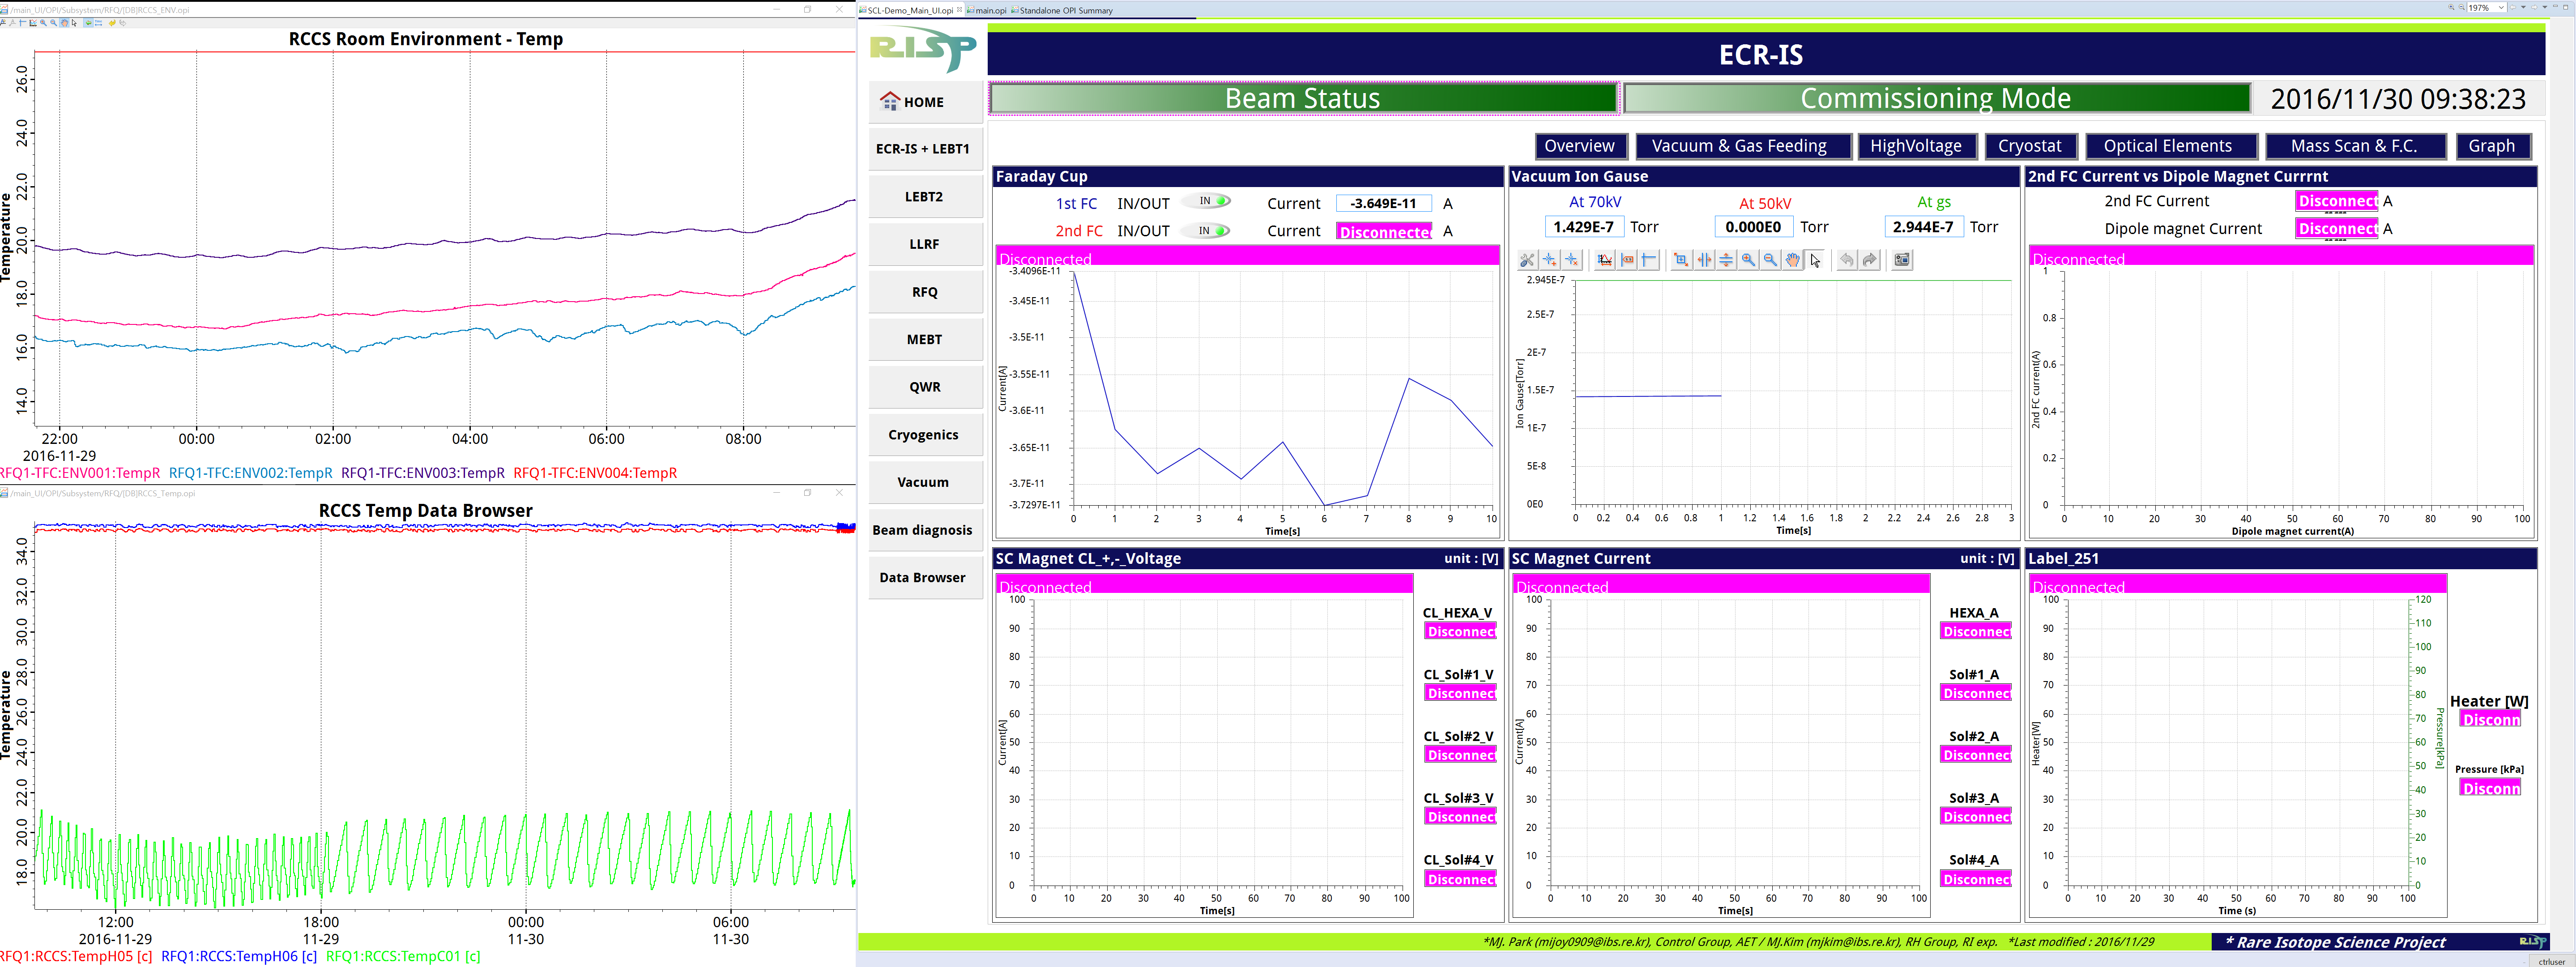 /main_UI/OPI/Subsystem/RFQ/[DB]RCCS_ENV.opi
RCCS Room Environment - Temp
Temperature
26.0
24.0
22.0
20.0
18.0
16.0
14.0
22:00 00:00 02:00 04:00 06:00 08:00
2016-11-29
RFQ1-TFC:ENV001:TempR RFQ1-TFC:ENV002:TempR RFQ1-TFC:ENV003:TempR RFQ1-TFC:ENV004:TempR
/main_UI/OPI/Subsystem/RFQ/[DB]RCCS_Temp.opi
RCCS Temp Data Browser
Temperature
34.0
32.0
30.0
28.0
26.0
24.0
22.0
20.0
18.0
12:00 18:00 00:00 06:00
2016-11-29 11-29 11-30 11-30
RFQ1:RCCS:TempH05 [c] RFQ1:RCCS:TempH06 [c] RFQ1:RCCS:TempC01 [c]
SCL-Demo_Main_UI.opi main.opi Standalone OPI Summary
197%
RISP
ECR-IS
Beam Status Commissioning Mode 2016/11/30 09:38:23
HOME
ECR-IS + LEBT1
LEBT2
LLRF
RFQ
MEBT
QWR
Cryogenics
Vacuum
Beam diagnosis
Data Browser
Overview Vacuum & Gas Feeding HighVoltage Cryostat Optical Elements Mass Scan & F.C. Graph
Faraday Cup
1st FC IN/OUT IN Current -3.649E-11 A
2nd FC IN/OUT IN Current Disconnecte A
Disconnected
Current[A]
-3.4096E-11
-3.45E-11
-3.5E-11
-3.55E-11
-3.6E-11
-3.65E-11
-3.7E-11
-3.7297E-11
0 1 2 3 4 5 6 7 8 9 10
Time[s]
Vacuum Ion Gause
At 70kV At 50kV At gs
1.429E-7 Torr 0.000E0 Torr 2.944E-7 Torr
Ion Gause[Torr]
2.945E-7
2.5E-7
2E-7
1.5E-7
1E-7
5E-8
0E0
0 0.2 0.4 0.6 0.8 1 1.2 1.4 1.6 1.8 2 2.2 2.4 2.6 2.8 3
Time[s]
2nd FC Current vs Dipole Magnet Currrnt
2nd FC Current Disconnect A
Dipole magnet Current Disconnect A
Disconnected
2nd FC current(A)
1
0.8
0.6
0.4
0.2
0
0 10 20 30 40 50 60 70 80 90 100
Dipole magnet current(A)
SC Magnet CL_+,-_Voltage unit : [V]
Disconnected
Current[A]
100
90
80
70
60
50
40
30
20
10
0
0 10 20 30 40 50 60 70 80 90 100
Time[s]
CL_HEXA_V
Disconnect
CL_Sol#1_V
Disconnect
CL_Sol#2_V
Disconnect
CL_Sol#3_V
Disconnect
CL_Sol#4_V
Disconnect
SC Magnet Current unit : [V]
Disconnected
Current[A]
100
90
80
70
60
50
40
30
20
10
0
0 10 20 30 40 50 60 70 80 90 100
Time[s]
HEXA_A
Disconnec
Sol#1_A
Disconnec
Sol#2_A
Disconnec
Sol#3_A
Disconnec
Sol#4_A
Disconnec
Label_251
Disconnected
Heater[W]
100
90
80
70
60
50
40
30
20
10
0
0 10 20 30 40 50 60 70 80 90 100
Time (s)
120
110
100
90
80
70
60
50
40
30
20
10
0
Pressure[kPa]
Heater [W]
Disconn
Pressure [kPa]
Disconn
*MJ. Park (mijoy0909@ibs.re.kr), Control Group, AET / MJ.Kim (mjkim@ibs.re.kr), RH Group, RI exp. *Last modified : 2016/11/29
* Rare Isotope Science Project RISP
ctrluser